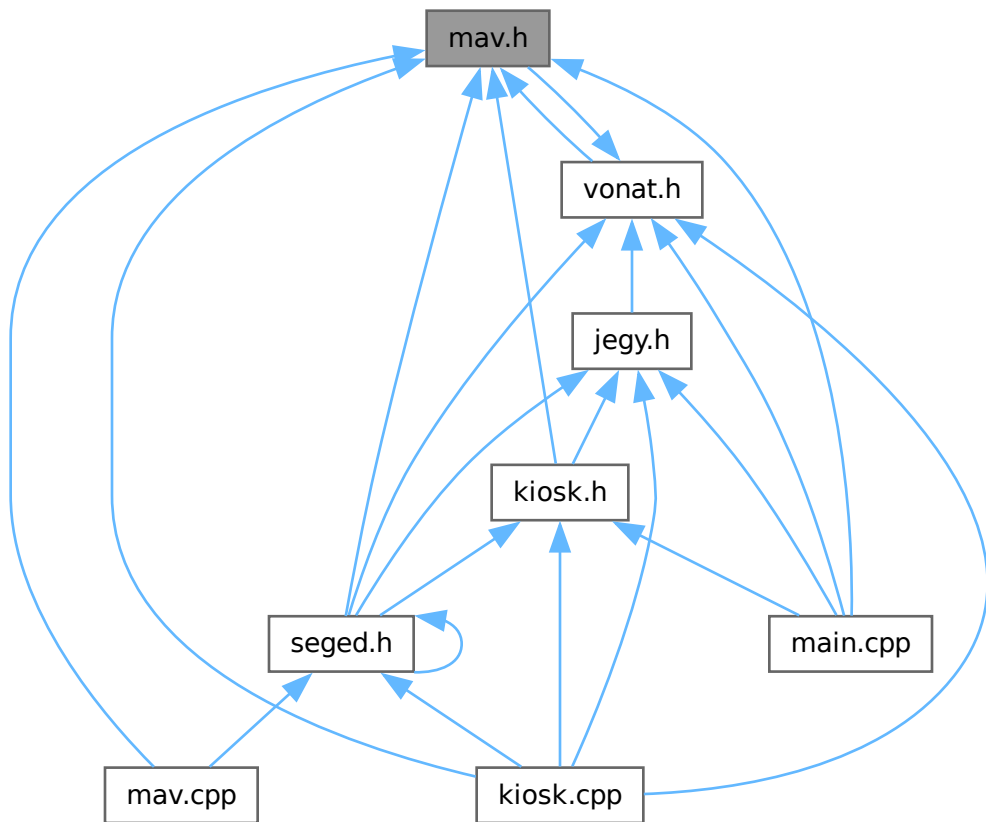 mav.h
vonat.h
jegy.h
kiosk.h
seged.h
main.cpp
mav.cpp
kiosk.cpp